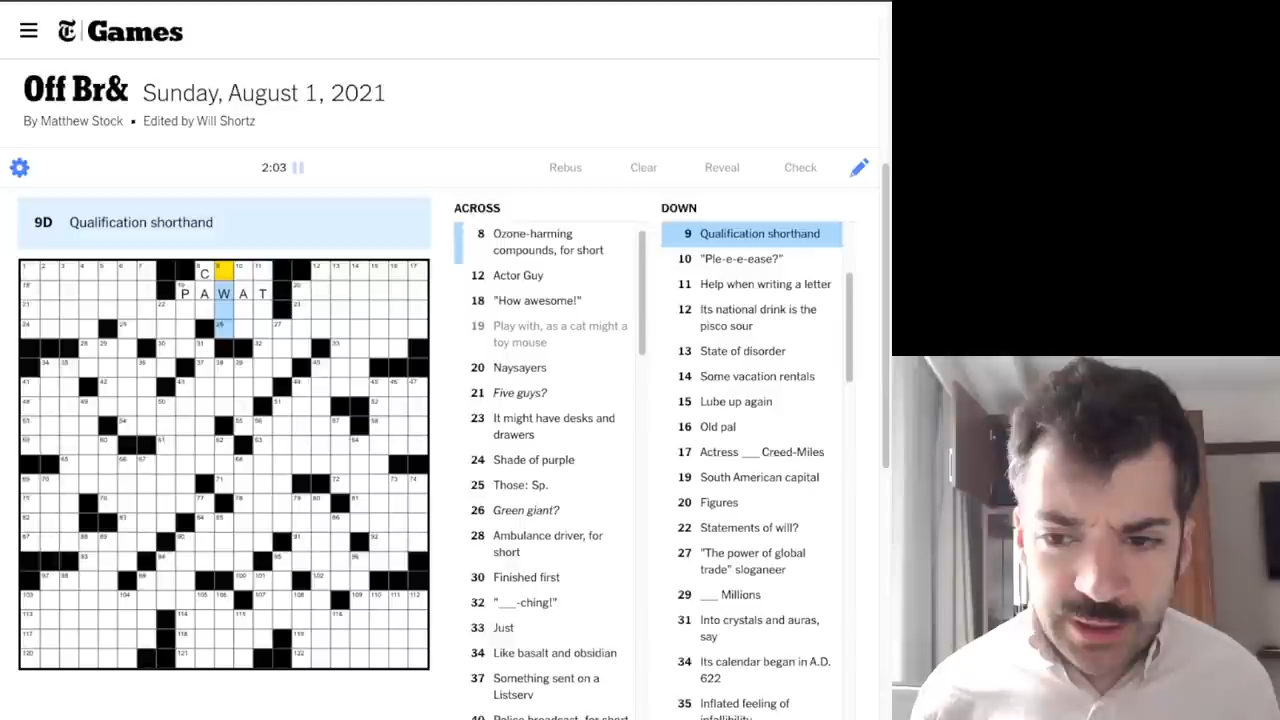 T Games
Off Br& Sunday, August 1, 2021
By Matthew Stock ▪ Edited by Will Shortz
2:03 Rebus Clear Reveal Check
9D Qualification shorthand
ACROSS
8 Ozone-harming
compounds, for short
12 Actor Guy
18 "How awesome!"
19 Play with, as a cat might a
toy mouse
20 Naysayers
21 Five guys?
23 It might have desks and
drawers
24 Shade of purple
25 Those: Sp.
26 Green giant?
28 Ambulance driver, for
short
30 Finished first
32 "___-ching!"
33 Just
34 Like basalt and obsidian
37 Something sent on a
Listserv
40 Police broadcast, for short
DOWN
9 Qualification shorthand
10 "Ple-e-e-ease?"
11 Help when writing a letter
12 Its national drink is the
pisco sour
13 State of disorder
14 Some vacation rentals
15 Lube up again
16 Old pal
17 Actress ___ Creed-Miles
19 South American capital
20 Figures
22 Statements of will?
27 "The power of global
trade" sloganeer
29 ___ Millions
31 Into crystals and auras,
say
34 Its calendar began in A.D.
622
35 Inflated feeling of
infallibility
C
P A W A T